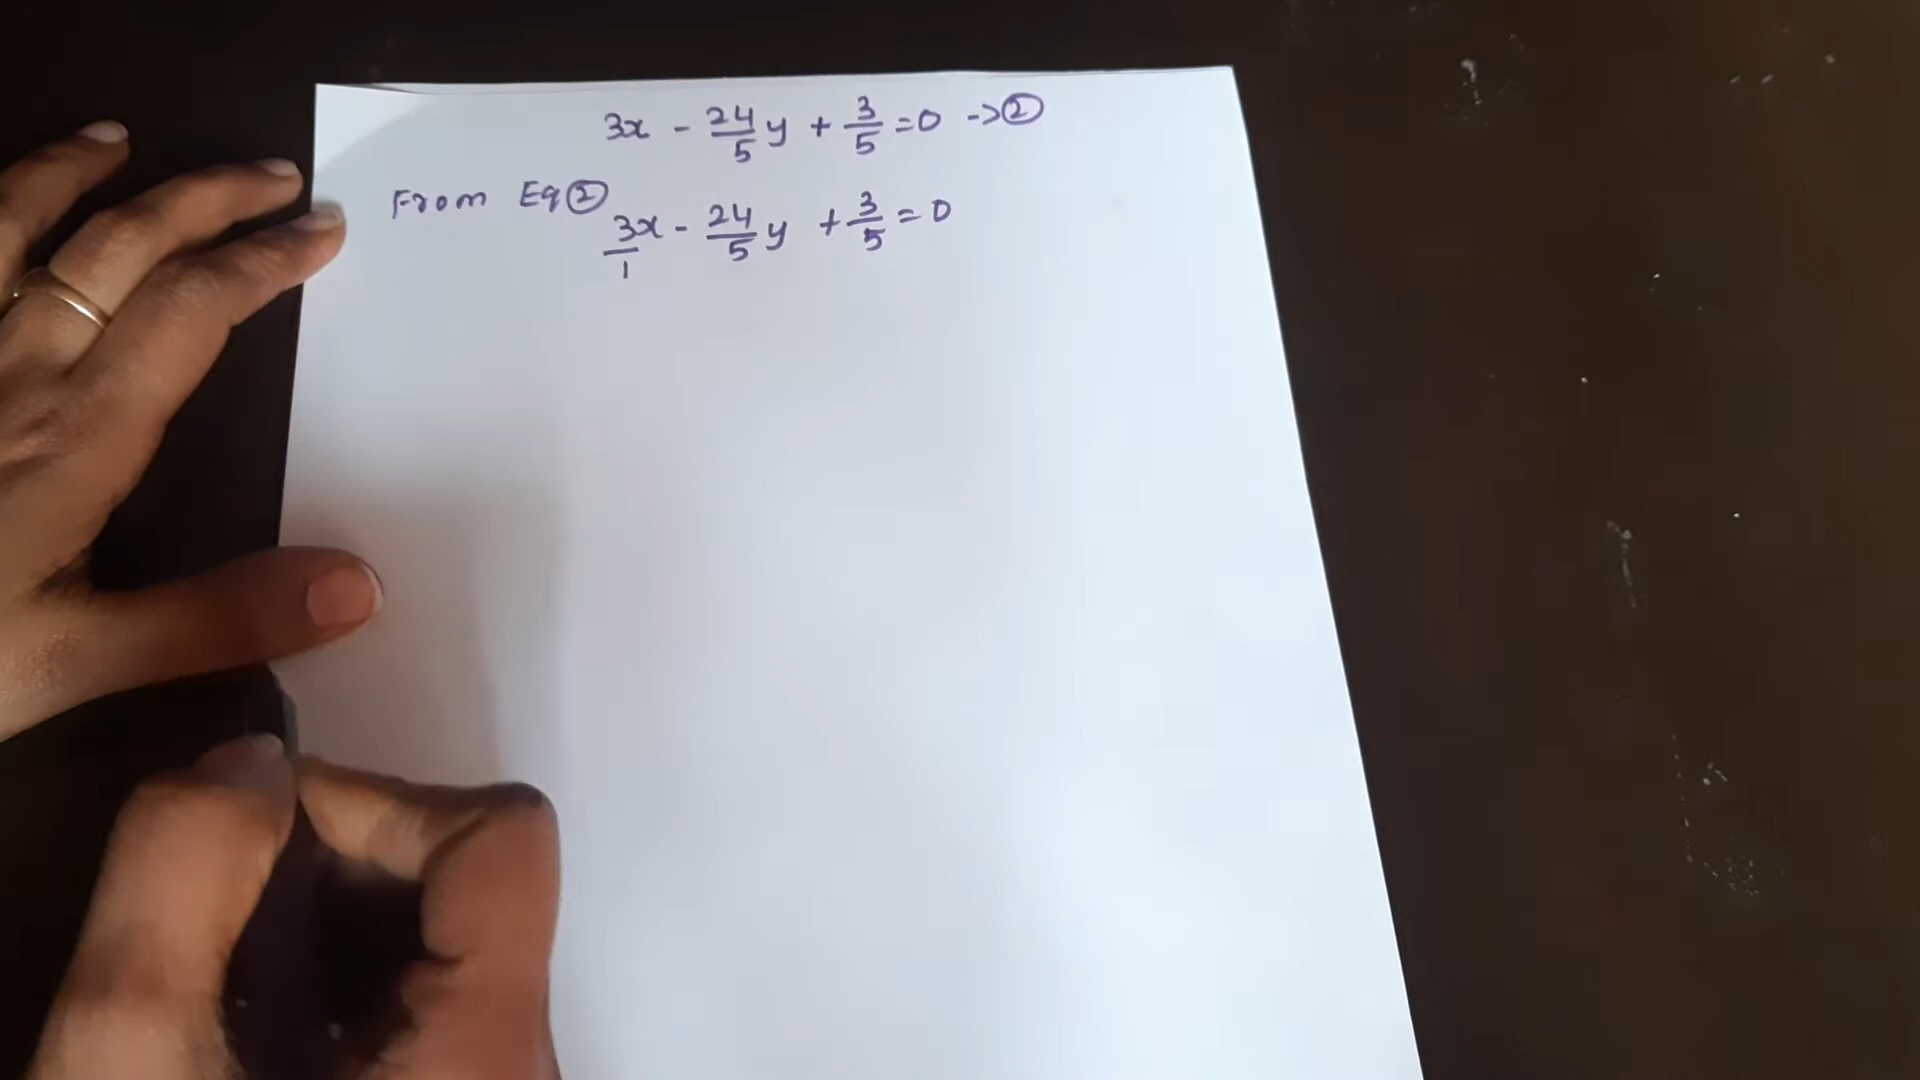 3x - 24/5 y + 3/5 = 0 -> ②
From Eq ②
3x/1 - 24/5 y + 3/5 = 0